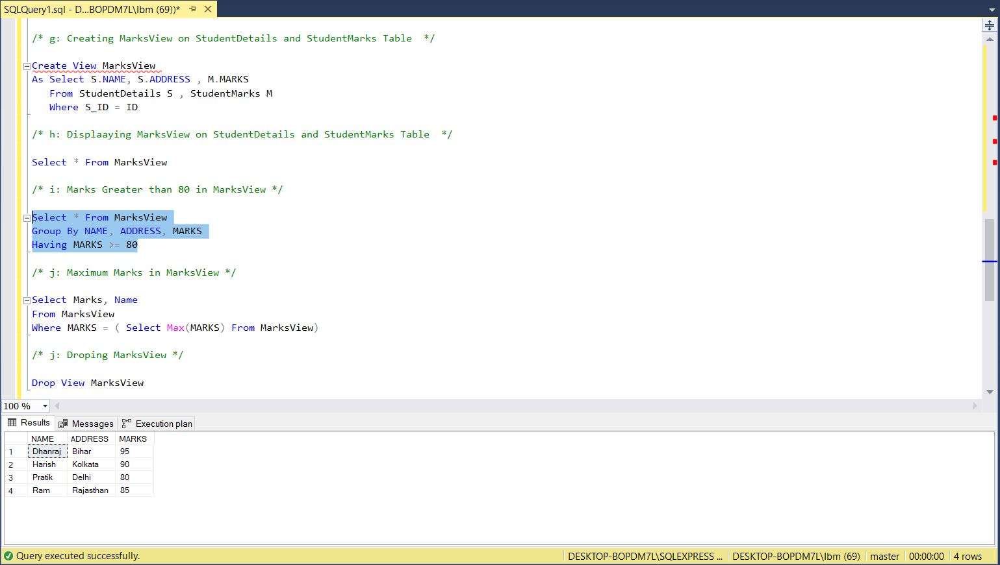 SQLQuery1.sql - D...BOPDM7L\Ibm (69))*
/* g: Creating MarksView on StudentDetails and StudentMarks Table  */
Create View MarksView
As Select S.NAME, S.ADDRESS , M.MARKS
From StudentDetails S , StudentMarks M
Where S_ID = ID
/* h: Displaaying MarksView on StudentDetails and StudentMarks Table  */
Select * From MarksView
/* i: Marks Greater than 80 in MarksView */
Select * From MarksView
Group By NAME, ADDRESS, MARKS
Having MARKS >= 80
/* j: Maximum Marks in MarksView */
Select Marks, Name
From MarksView
Where MARKS = ( Select Max(MARKS) From MarksView)
/* j: Droping MarksView */
Drop View MarksView
100 %
Results Messages Execution plan
NAME ADDRESS MARKS
1 Dhanraj Bihar 95
2 Harish Kolkata 90
3 Pratik Delhi 80
4 Ram Rajasthan 85
Query executed successfully. DESKTOP-BOPDM7L\SQLEXPRESS ... DESKTOP-BOPDM7L\Ibm (69) master 00:00:00 4 rows